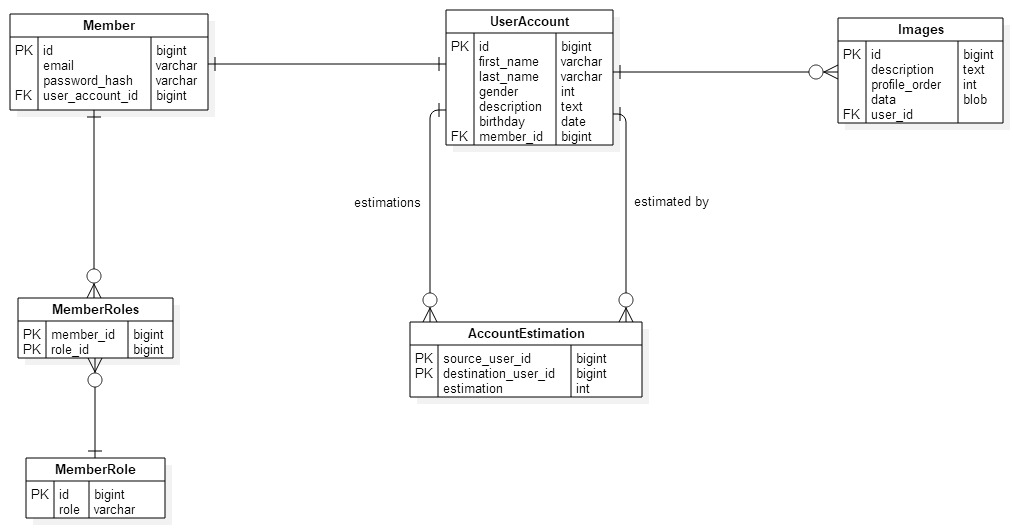 Member
PK id bigint
email varchar
password_hash varchar
FK user_account_id bigint
UserAccount
PK id bigint
first_name varchar
last_name varchar
gender int
description text
birthday date
FK member_id bigint
Images
PK id bigint
description text
profile_order int
data blob
FK user_id
estimations
estimated by
MemberRoles
PK member_id bigint
PK role_id bigint
AccountEstimation
PK source_user_id bigint
PK destination_user_id bigint
estimation int
MemberRole
PK id bigint
role varchar